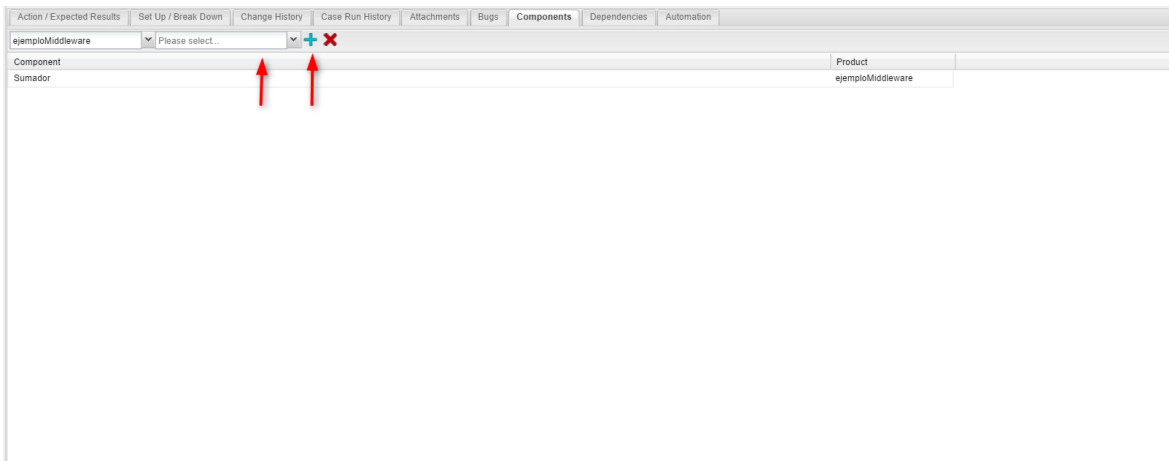 Action / Expected Results Set Up / Break Down Change History Case Run History Attachments Bugs Components Dependencies Automation
ejemploMiddleware Please select...
Component Product
Sumador ejemploMiddleware